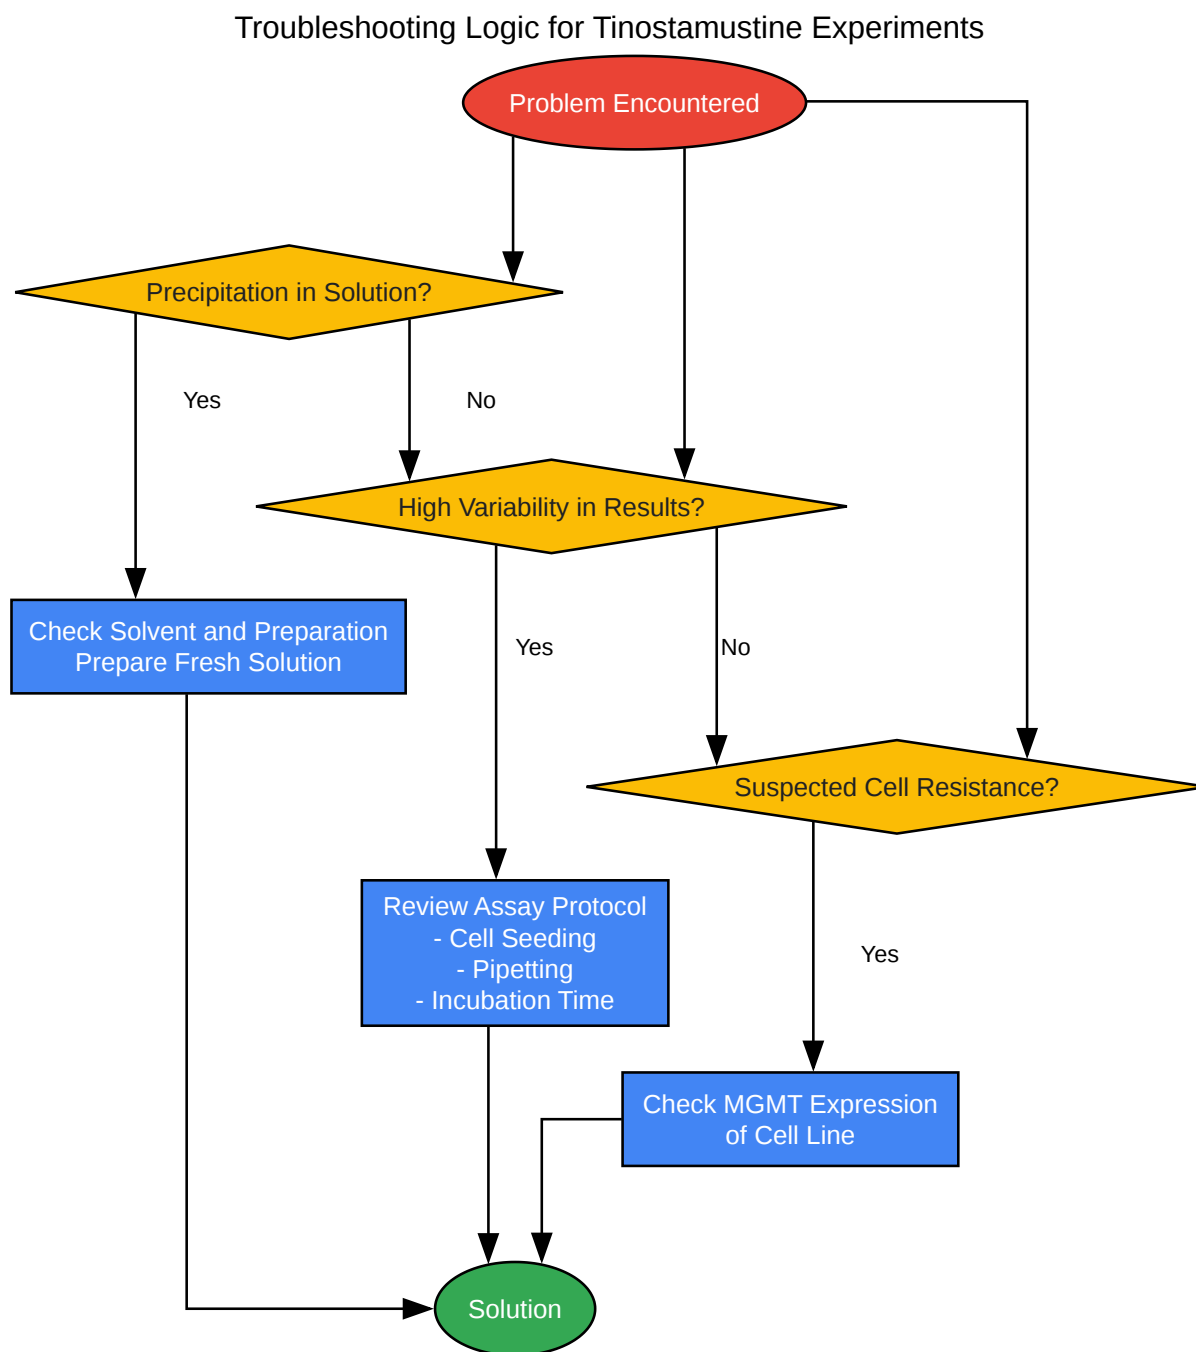 Troubleshooting Logic for Tinostamustine Experiments
Problem Encountered
Precipitation in Solution?
Yes
No
High Variability in Results?
Check Solvent and Preparation
Prepare Fresh Solution
Yes
No
Suspected Cell Resistance?
Review Assay Protocol
- Cell Seeding
- Pipetting
- Incubation Time
Yes
Check MGMT Expression
of Cell Line
Solution